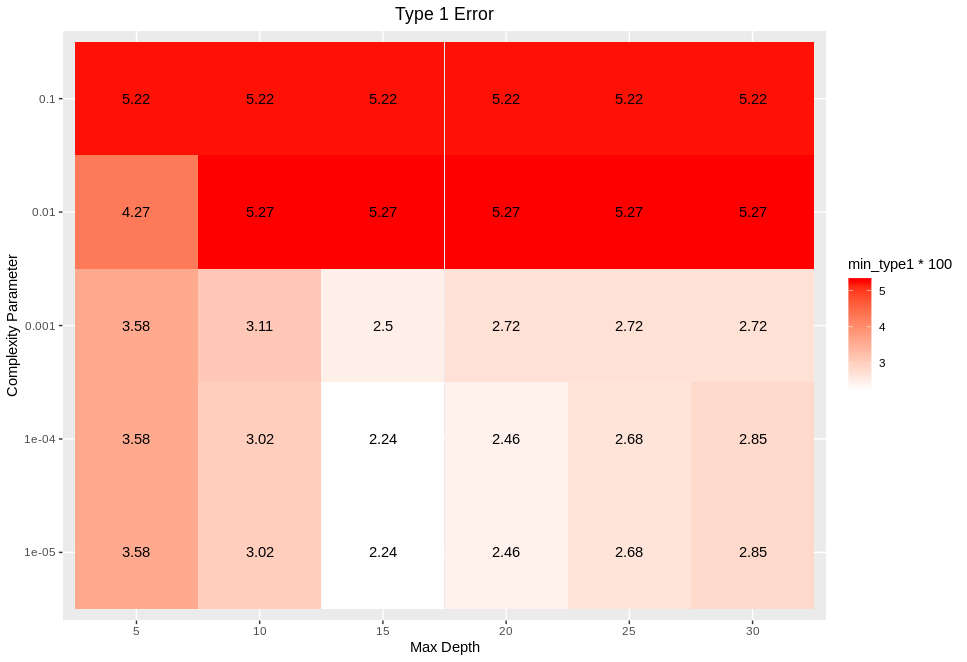 Type 1 Error
Complexity Parameter
0.1
5.22 5.22 5.22 5.22 5.22 5.22
0.01
4.27 5.27 5.27 5.27 5.27 5.27
0.001
3.58 3.11 2.5 2.72 2.72 2.72
1e-04
3.58 3.02 2.24 2.46 2.68 2.85
1e-05
3.58 3.02 2.24 2.46 2.68 2.85
5 10 15 20 25 30
Max Depth
min_type1 * 100
5
4
3